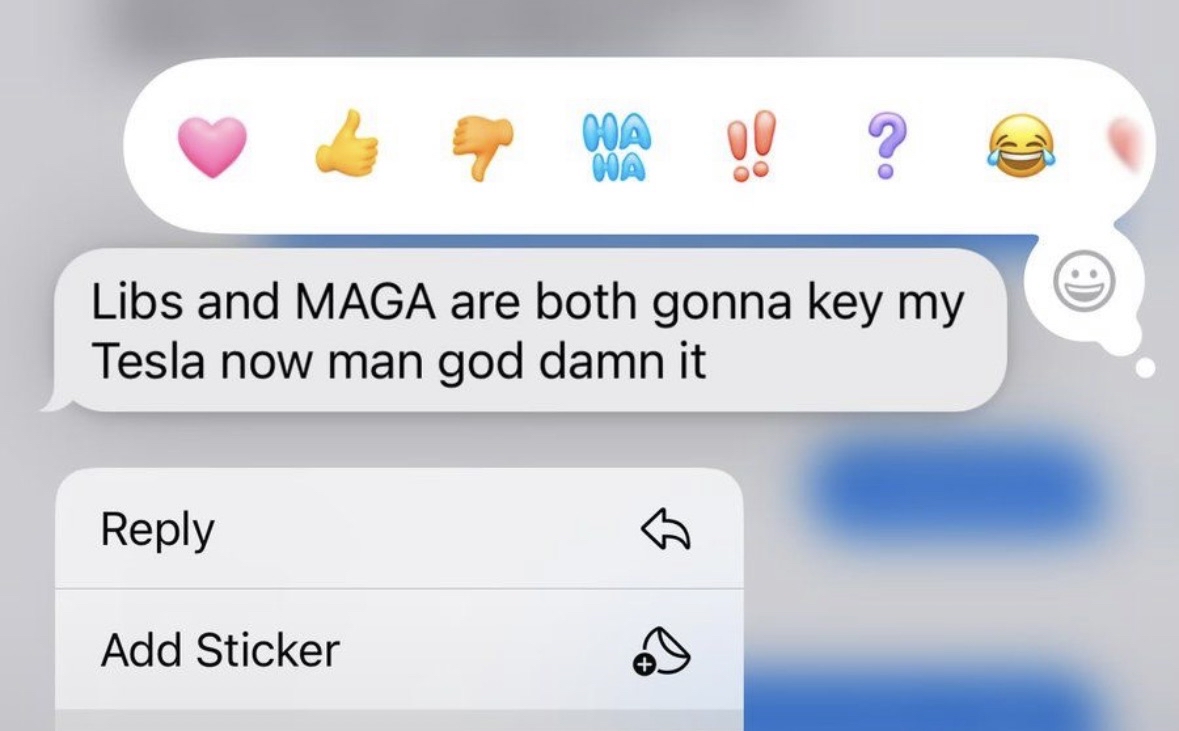 HA
HA
Libs and MAGA are both gonna key my
Tesla now man god damn it
Reply
Add Sticker